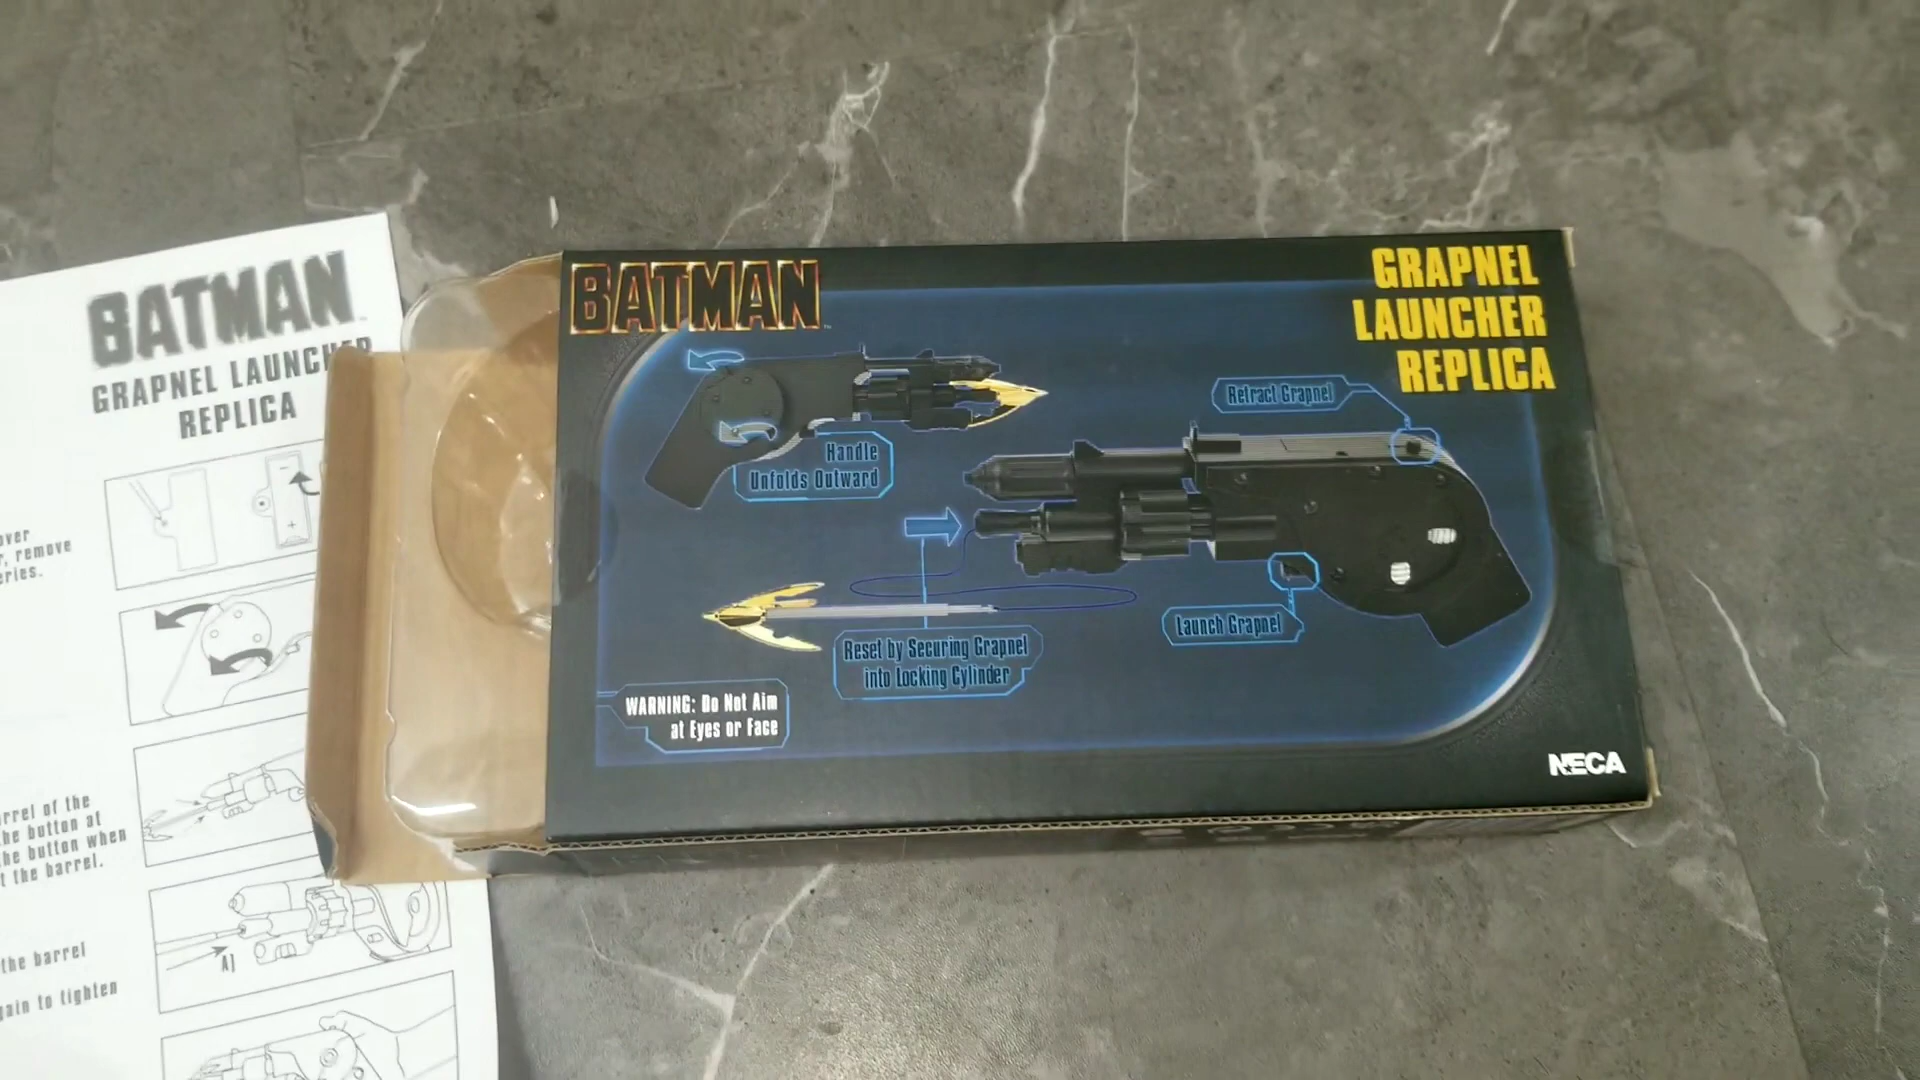 BATMAN
GRAPNEL LAUNCHER
REPLICA
over
remove
eries.
rrel of the
he button at
he button when
t the barrel.
A]
the barrel
gain to tighten
BATMAN
GRAPNEL
LAUNCHER
REPLICA
Retract Grapnel
Handle
Unfolds Outward
Launch Grapnel
Reset by Securing Grapnel
into Locking Cylinder
WARNING: Do Not Aim
at Eyes or Face
NECA